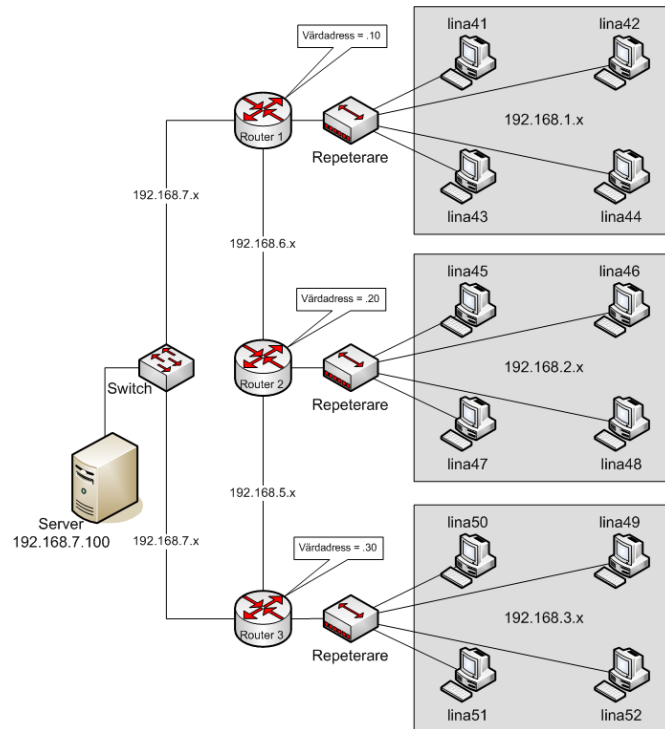 lina41
lina42
Värdadress = .10
Router 1
Repeterare
192.168.1.x
lina43
lina44
192.168.7.x
192.168.6.x
lina45
lina46
Värdadress = .20
Router 2
Repeterare
192.168.2.x
Switch
lina47
lina48
192.168.5.x
Server
192.168.7.100
192.168.7.x
lina50
lina49
Värdadress = .30
Router 3
Repeterare
192.168.3.x
lina51
lina52